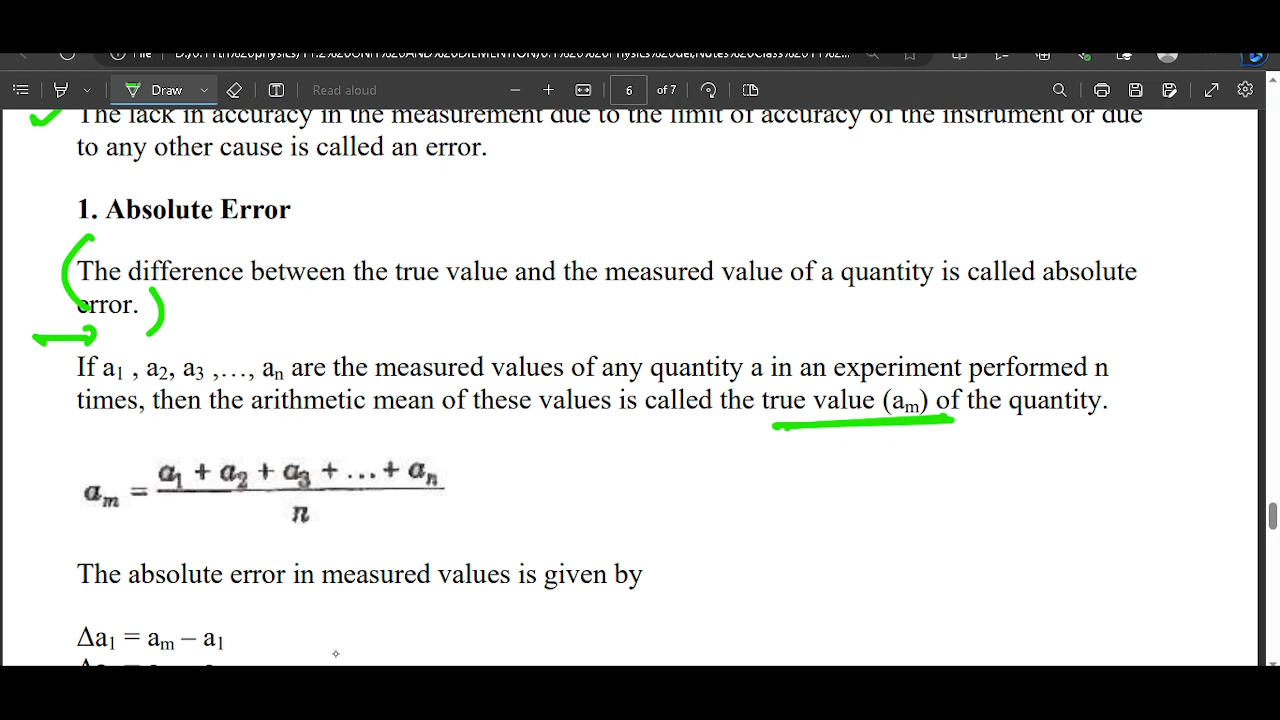 Draw
Read aloud
6 of 7
The lack in accuracy in the measurement due to the limit of accuracy of the instrument or due
to any other cause is called an error.
1. Absolute Error
The difference between the true value and the measured value of a quantity is called absolute
error.
If a₁ , a₂, a₃ ,…, aₙ are the measured values of any quantity a in an experiment performed n
times, then the arithmetic mean of these values is called the true value (aₘ) of the quantity.
aₘ = a₁ + a₂ + a₃ + … + aₙ
n
The absolute error in measured values is given by
Δa₁ = aₘ – a₁